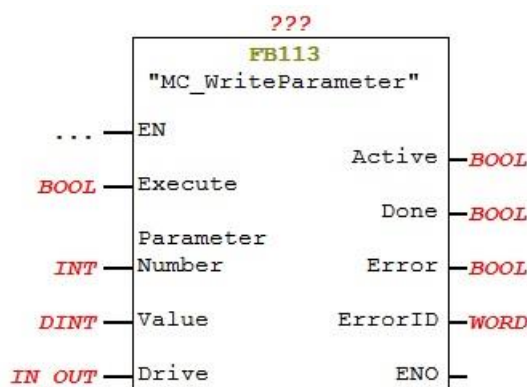 ???
FB113
"MC_WriteParameter"
... EN
Active BOOL
BOOL Execute
Done BOOL
Parameter
INT Number Error BOOL
DINT Value ErrorID WORD
IN OUT Drive ENO